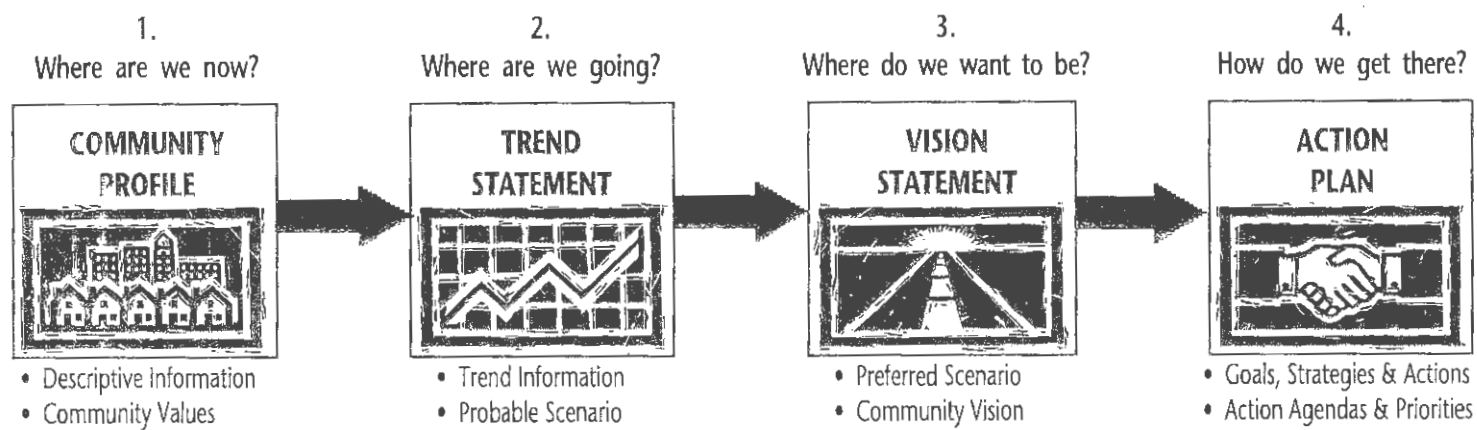 1.
Where are we now?
COMMUNITY
PROFILE
• Descriptive Information
• Community Values
2.
Where are we going?
TREND
STATEMENT
• Trend Information
• Probable Scenario
3.
Where do we want to be?
VISION
STATEMENT
• Preferred Scenario
• Community Vision
4.
How do we get there?
ACTION
PLAN
• Goals, Strategies & Actions
• Action Agendas & Priorities